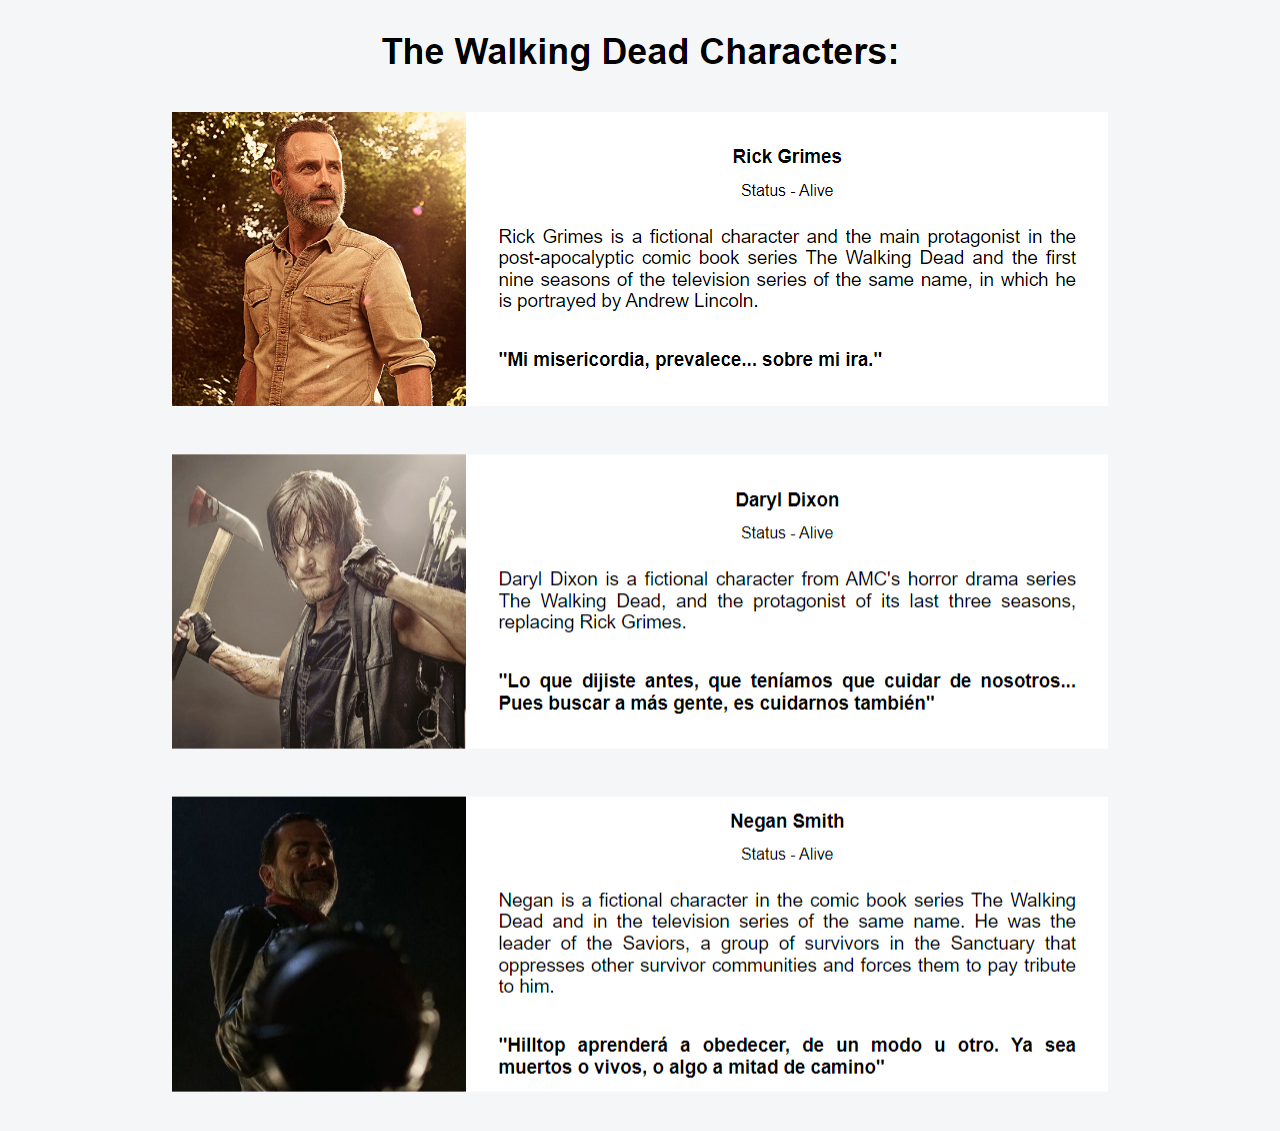 The Walking Dead Characters:
Rick Grimes
Status - Alive
Rick Grimes is a fictional character and the main protagonist in the
post-apocalyptic comic book series The Walking Dead and the first
nine seasons of the television series of the same name, in which he
is portrayed by Andrew Lincoln.
"Mi misericordia, prevalece... sobre mi ira."
Daryl Dixon
Status - Alive
Daryl Dixon is a fictional character from AMC's horror drama series
The Walking Dead, and the protagonist of its last three seasons,
replacing Rick Grimes.
"Lo que dijiste antes, que teníamos que cuidar de nosotros...
Pues buscar a más gente, es cuidarnos también"
Negan Smith
Status - Alive
Negan is a fictional character in the comic book series The Walking
Dead and in the television series of the same name. He was the
leader of the Saviors, a group of survivors in the Sanctuary that
oppresses other survivor communities and forces them to pay tribute
to him.
"Hilltop aprenderá a obedecer, de un modo u otro. Ya sea
muertos o vivos, o algo a mitad de camino"